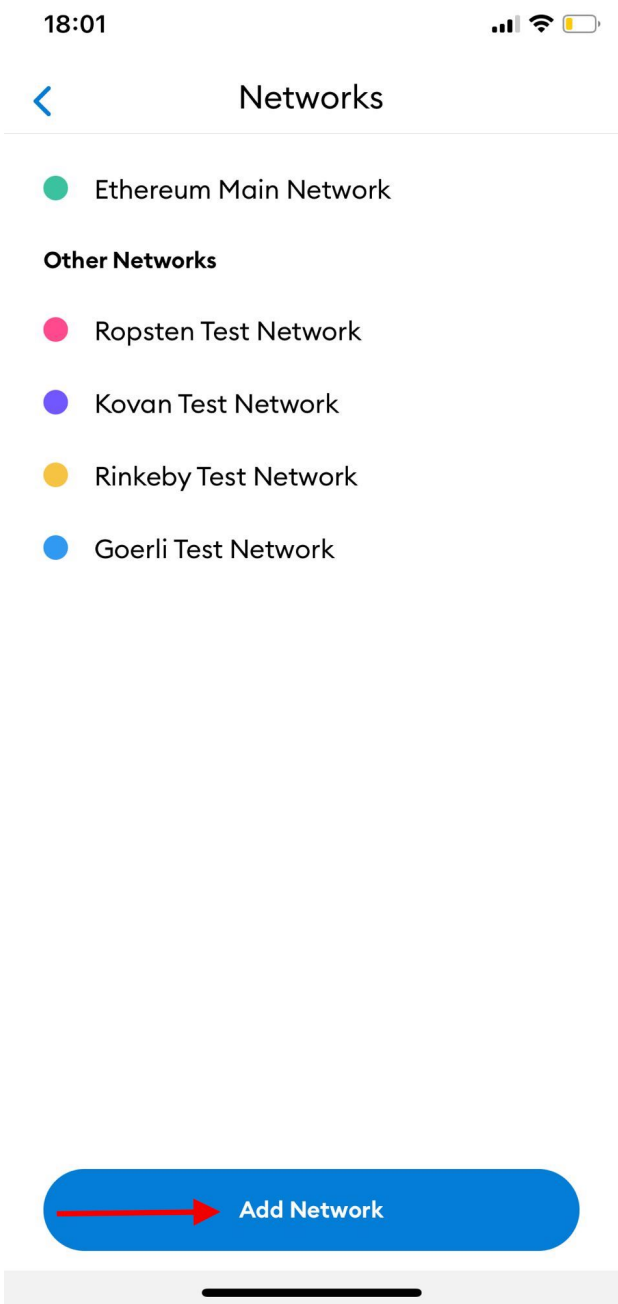 18:01
Networks
Ethereum Main Network
Other Networks
Ropsten Test Network
Kovan Test Network
Rinkeby Test Network
Goerli Test Network
Add Network